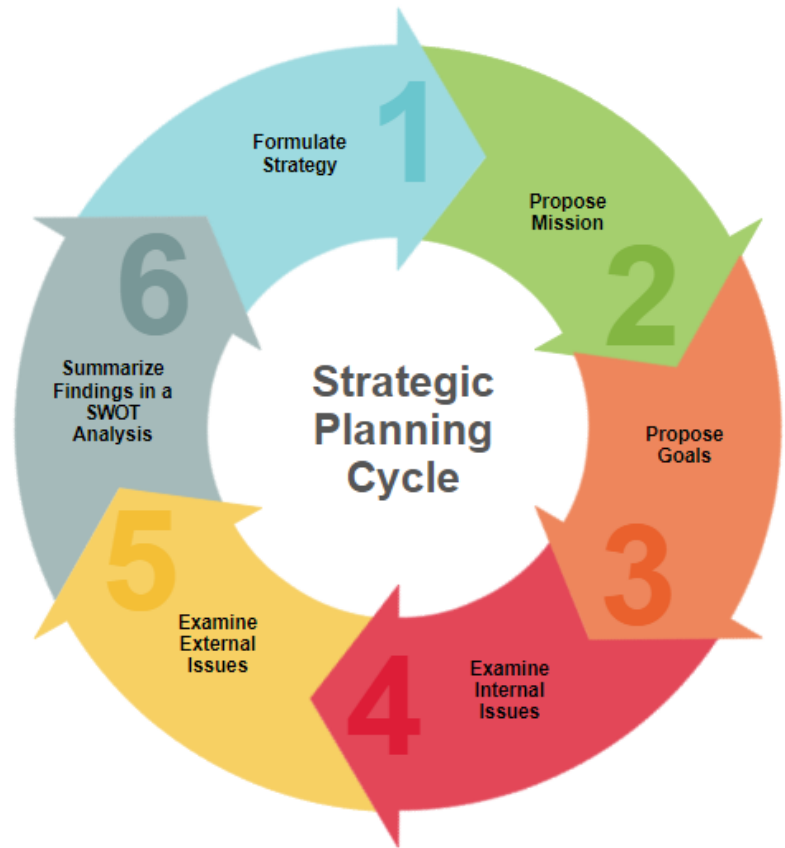 1
Formulate
Strategy
Propose
Mission
2
Propose
Goals
3
Examine
Internal
Issues
4
Examine
External
Issues
5
Summarize
Findings in a
SWOT
Analysis
6
Strategic
Planning
Cycle